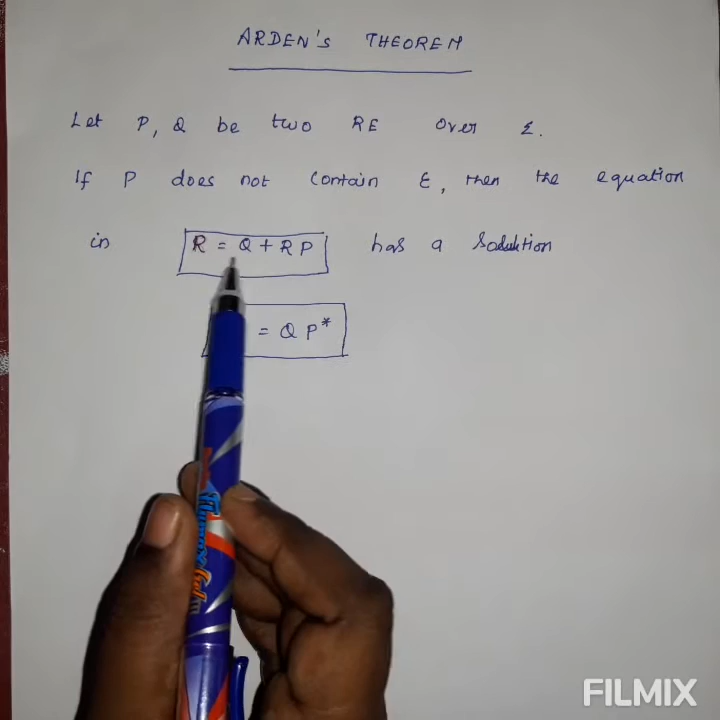 ARDEN'S THEOREM
Let P, Q be two RE over Σ.
If P does not contain ε, then the equation
in R = Q + RP has a solution
= QP*
FILMIX